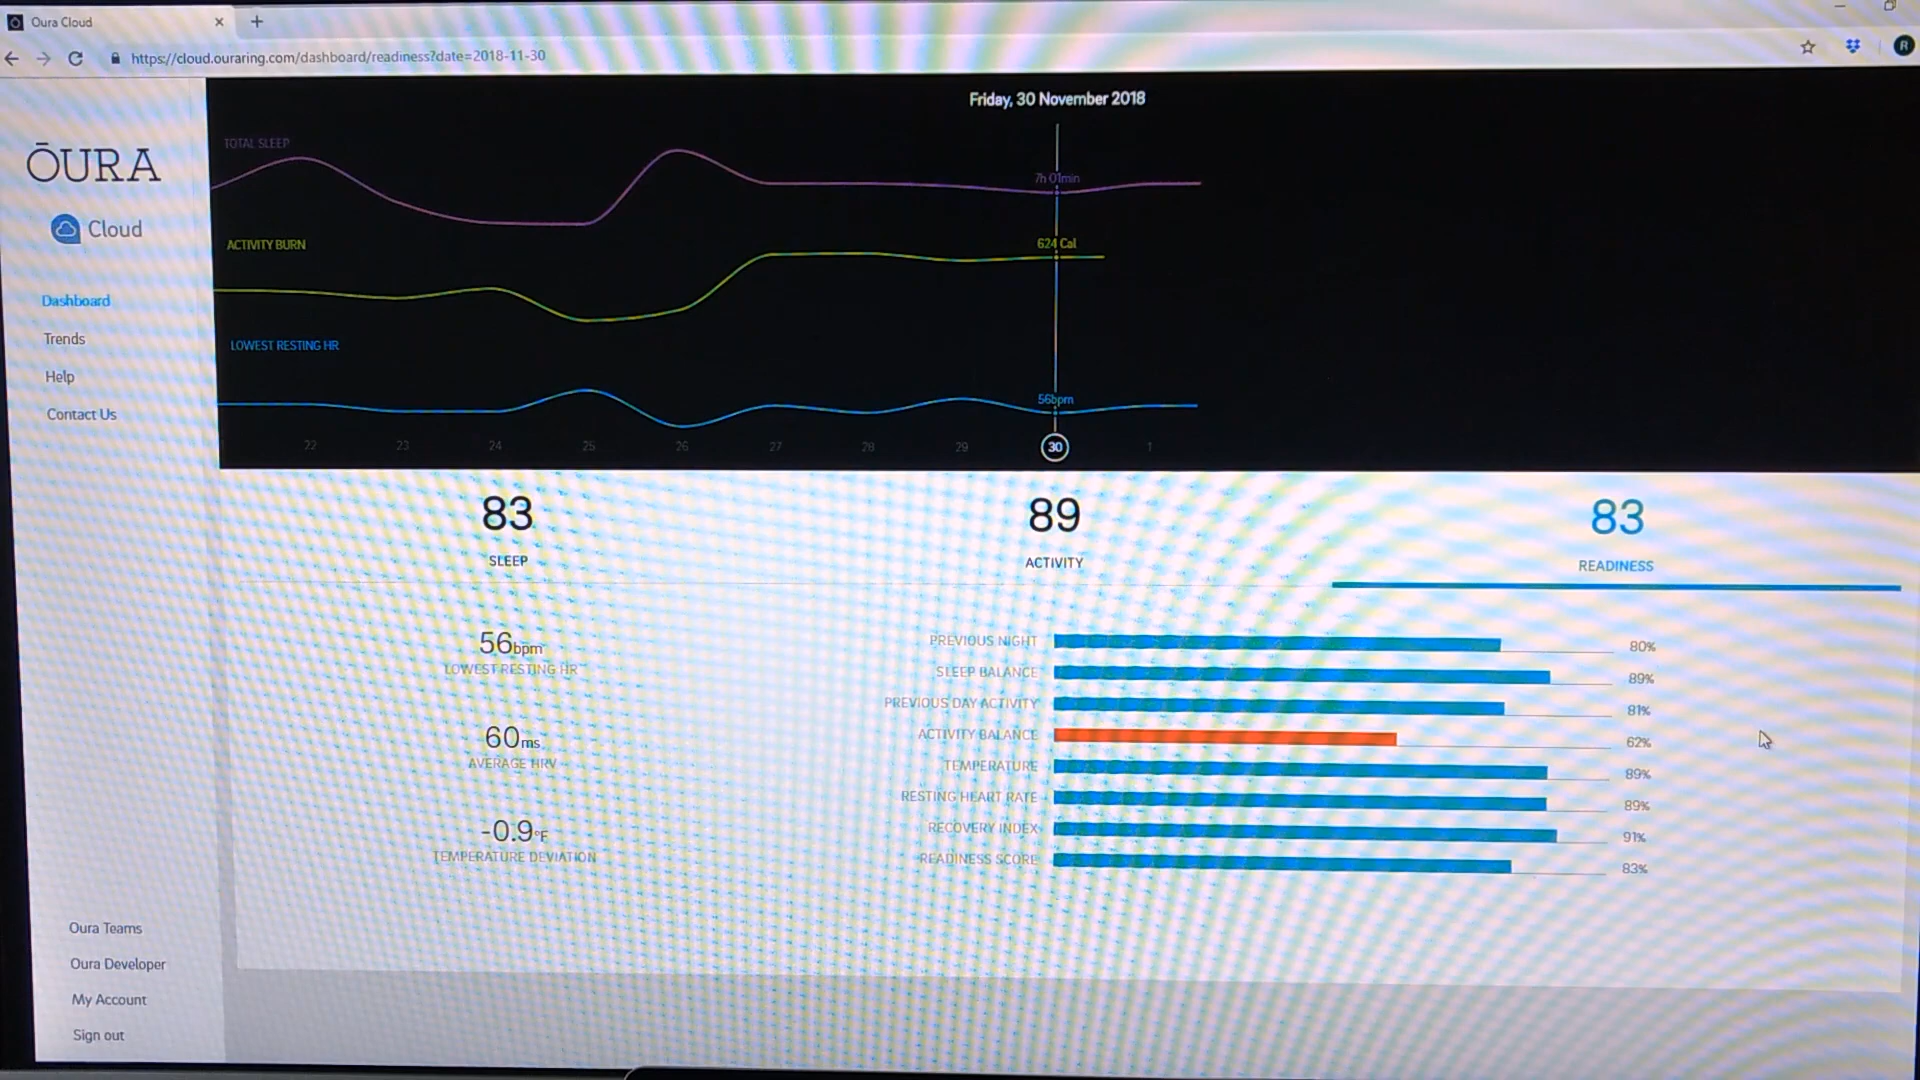 Oura Cloud
https://cloud.ouraring.com/dashboard/readiness?date=2018-11-30
R
Friday, 30 November 2018
ŌURA
Cloud
Dashboard
Trends
Help
Contact Us
TOTAL SLEEP
7h 01min
ACTIVITY BURN
624 Cal
LOWEST RESTING HR
56bpm
22 23 24 25 26 27 28 29 30 1
83
SLEEP
89
ACTIVITY
83
READINESS
56bpm
LOWEST RESTING HR
60ms
AVERAGE HRV
-0.9°F
TEMPERATURE DEVIATION
PREVIOUS NIGHT 80%
SLEEP BALANCE 89%
PREVIOUS DAY ACTIVITY 81%
ACTIVITY BALANCE 62%
TEMPERATURE 89%
RESTING HEART RATE 89%
RECOVERY INDEX 91%
READINESS SCORE 83%
Oura Teams
Oura Developer
My Account
Sign out